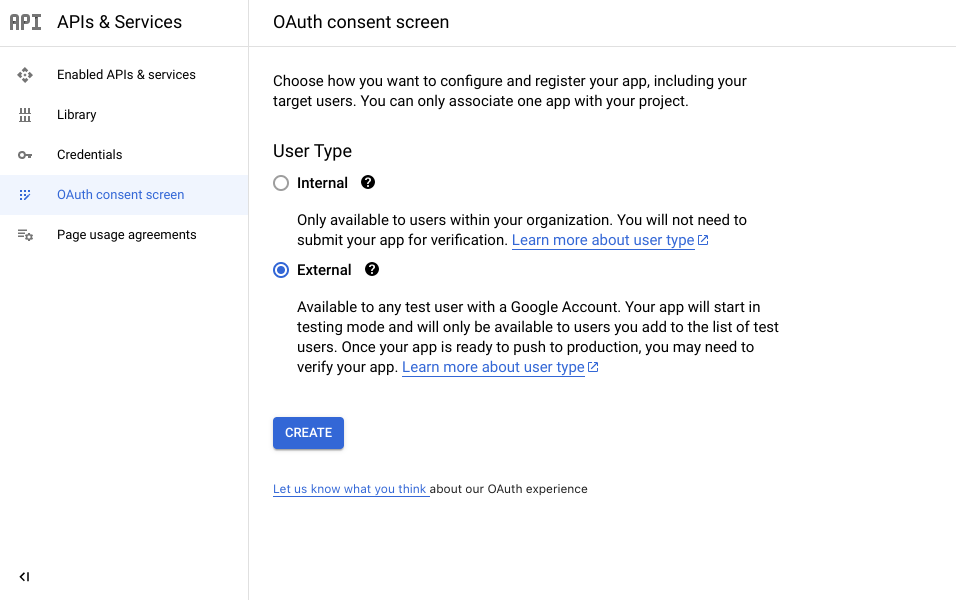 API APIs & Services
OAuth consent screen
Enabled APIs & services
Library
Credentials
OAuth consent screen
Page usage agreements
Choose how you want to configure and register your app, including your
target users. You can only associate one app with your project.
User Type
Internal
Only available to users within your organization. You will not need to
submit your app for verification. Learn more about user type
External
Available to any test user with a Google Account. Your app will start in
testing mode and will only be available to users you add to the list of test
users. Once your app is ready to push to production, you may need to
verify your app. Learn more about user type
CREATE
Let us know what you think about our OAuth experience